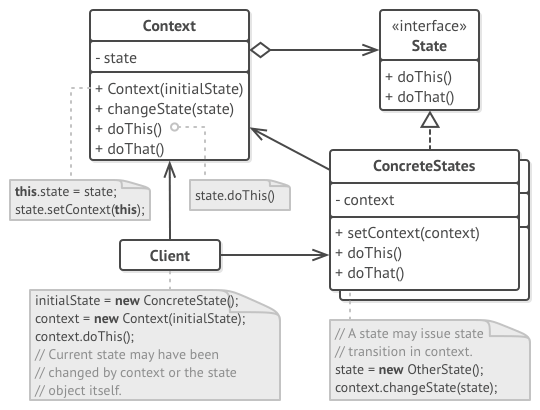 Context
- state
+ Context(initialState)
+ changeState(state)
+ doThis()
+ doThat()
«interface»
State
+ doThis()
+ doThat()
this.state = state;
state.setContext(this);
state.doThis()
ConcreteStates
- context
+ setContext(context)
+ doThis()
+ doThat()
Client
initialState = new ConcreteState();
context = new Context(initialState);
context.doThis();
// Current state may have been
// changed by context or the state
// object itself.
// A state may issue state
// transition in context.
state = new OtherState();
context.changeState(state);